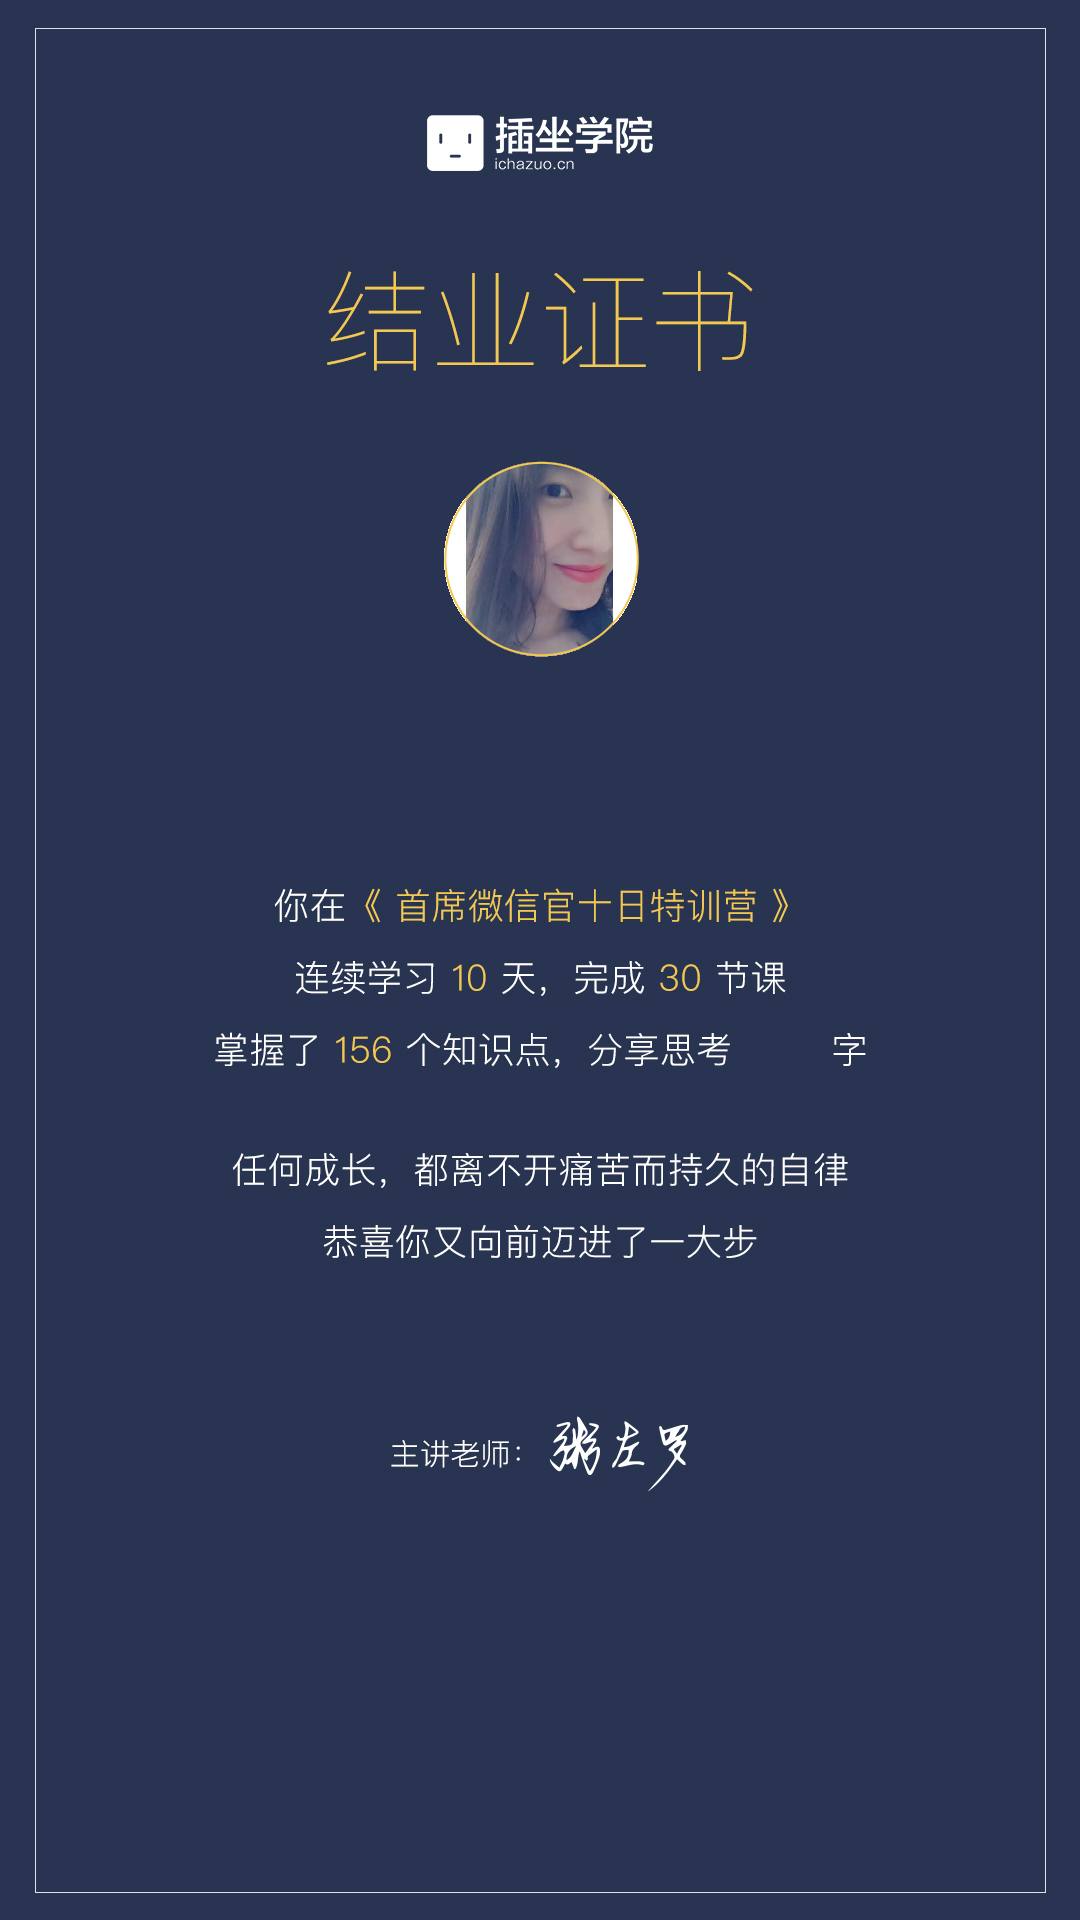 插坐学院
ichazuo.cn
结业证书
你在《 首席微信官十日特训营 》
连续学习 10 天，完成 30 节课
掌握了 156 个知识点，分享思考 字
任何成长，都离不开痛苦而持久的自律
恭喜你又向前迈进了一大步
主讲老师：粥左罗